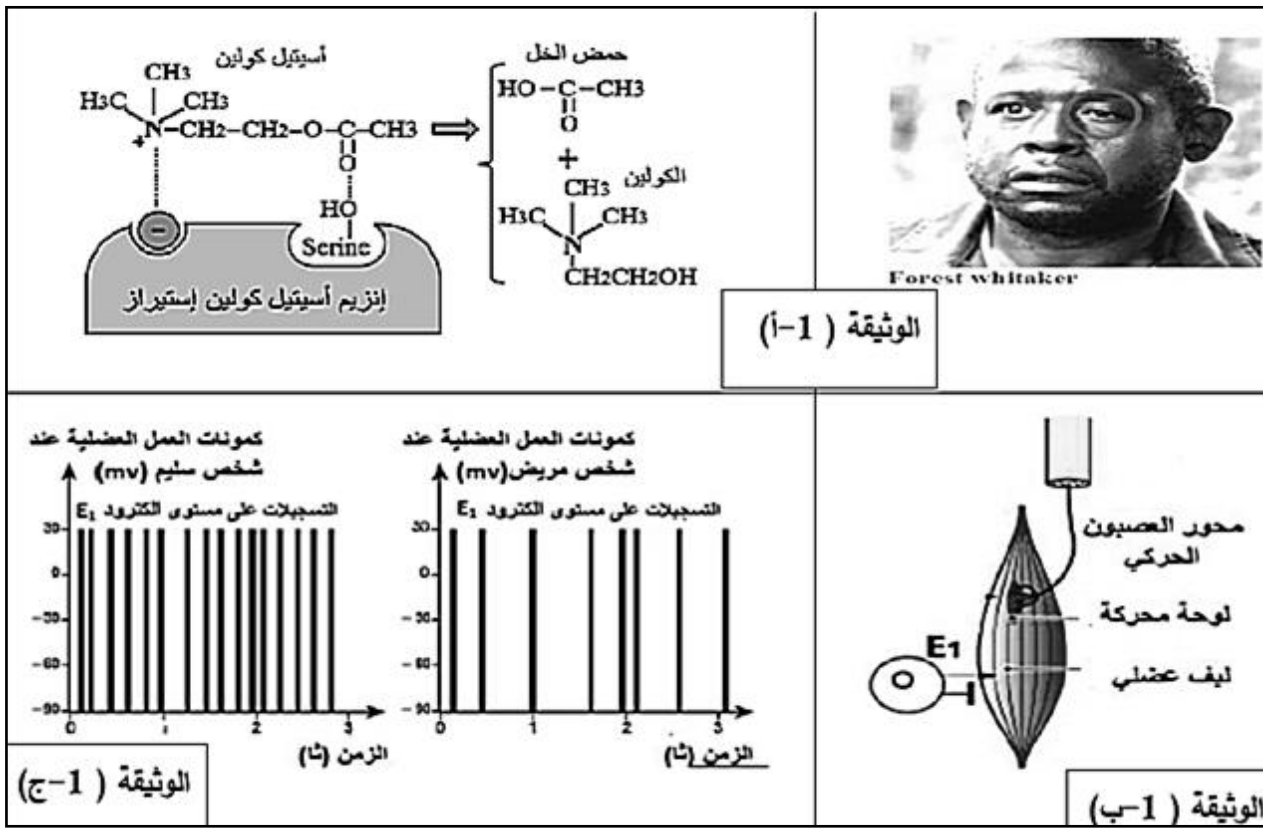 أسيتيل كولين
CH3
H3C
CH3
N–CH2–CH2–O–C–CH3
+
O
HO
Serine
–
إنزيم أسيتيل كولين إستيراز
حمض الخل
HO–C–CH3
O
+
الكولين
CH3
H3C
CH3
N
CH2CH2OH
Forest whitaker
الوثيقة ( 1-أ)
كمونات العمل العضلية عند
شخص سليم (mv)
التسجيلات على مستوى الكترود E1
30
0
-30
-60
-90
0 1 2 3
الزمن (ثا)
كمونات العمل العضلية عند
شخص مريض (mv)
التسجيلات على مستوى الكترود E1
30
0
-30
-60
-90
0 1 2 3
الزمن (ثا)
الوثيقة ( 1-ج)
محور العصبون
الحركي
لوحة محركة
ليف عضلي
E1
الوثيقة ( 1-ب)